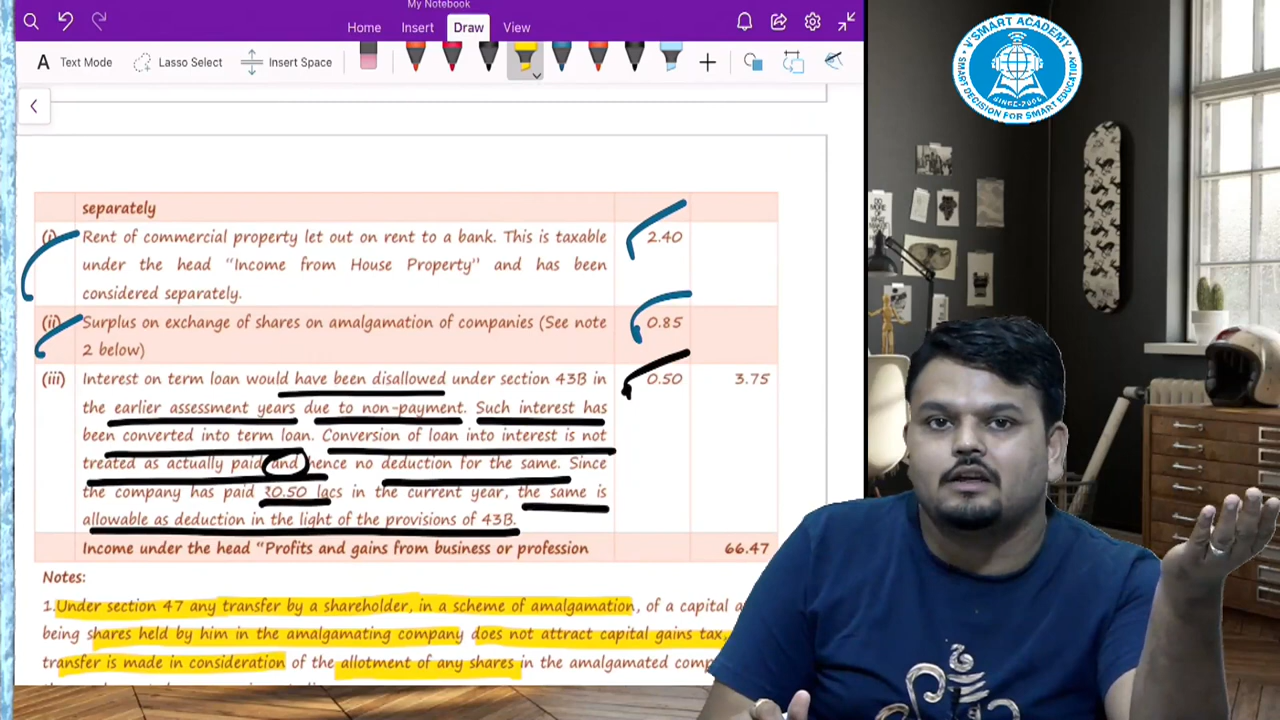 My Notebook
Home Insert Draw View
A Text Mode Lasso Select Insert Space
V'SMART ACADEMY
SMART DECISION FOR SMART EDUCATION
SINCE-2006
separately
(i) Rent of commercial property let out on rent to a bank. This is taxable 2.40
under the head "Income from House Property" and has been
considered separately.
(ii) Surplus on exchange of shares on amalgamation of companies (See note 0.85
2 below)
(iii) Interest on term loan would have been disallowed under section 43B in 0.50 3.75
the earlier assessment years due to non-payment. Such interest has
been converted into term loan. Conversion of loan into interest is not
treated as actually paid and hence no deduction for the same. Since
the company has paid ₹0.50 lacs in the current year, the same is
allowable as deduction in the light of the provisions of 43B.
Income under the head "Profits and gains from business or profession 66.47
Notes:
1.Under section 47 any transfer by a shareholder, in a scheme of amalgamation, of a capital
being shares held by him in the amalgamating company does not attract capital gains tax,
transfer is made in consideration of the allotment of any shares in the amalgamated